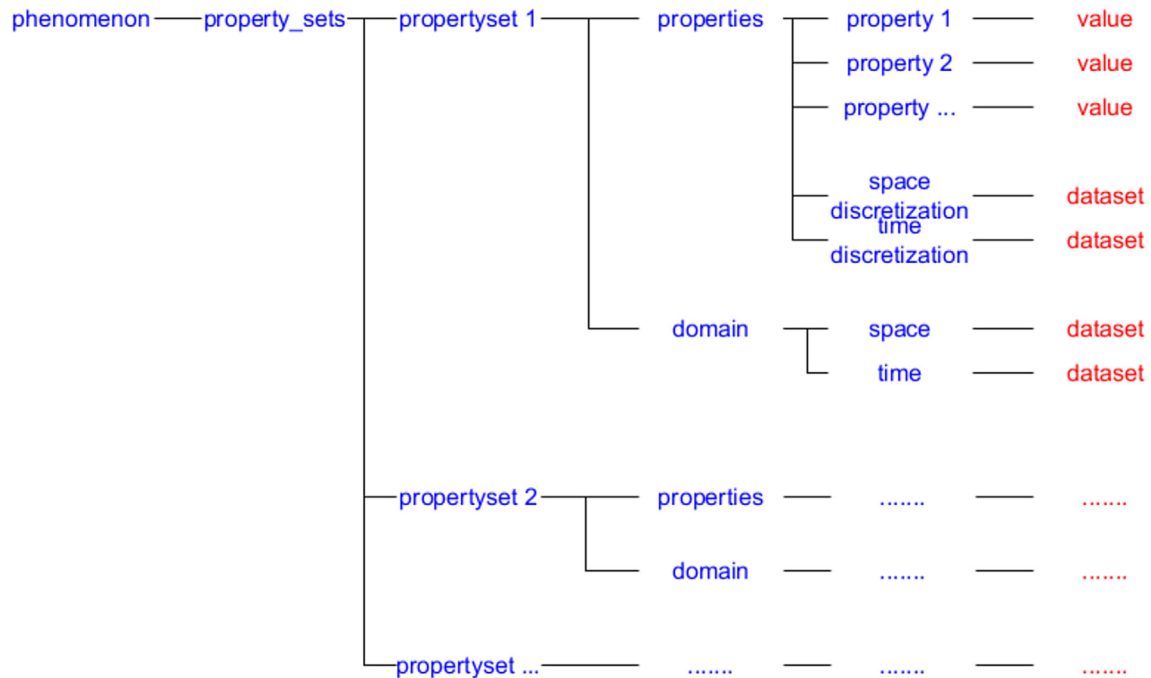 phenomenon property_sets propertyset 1 properties property 1 value
property 2 value
property ... value
space
discretization dataset
time
discretization dataset
domain space dataset
time dataset
propertyset 2 properties ....... .......
domain ....... .......
propertyset ... ....... ....... .......